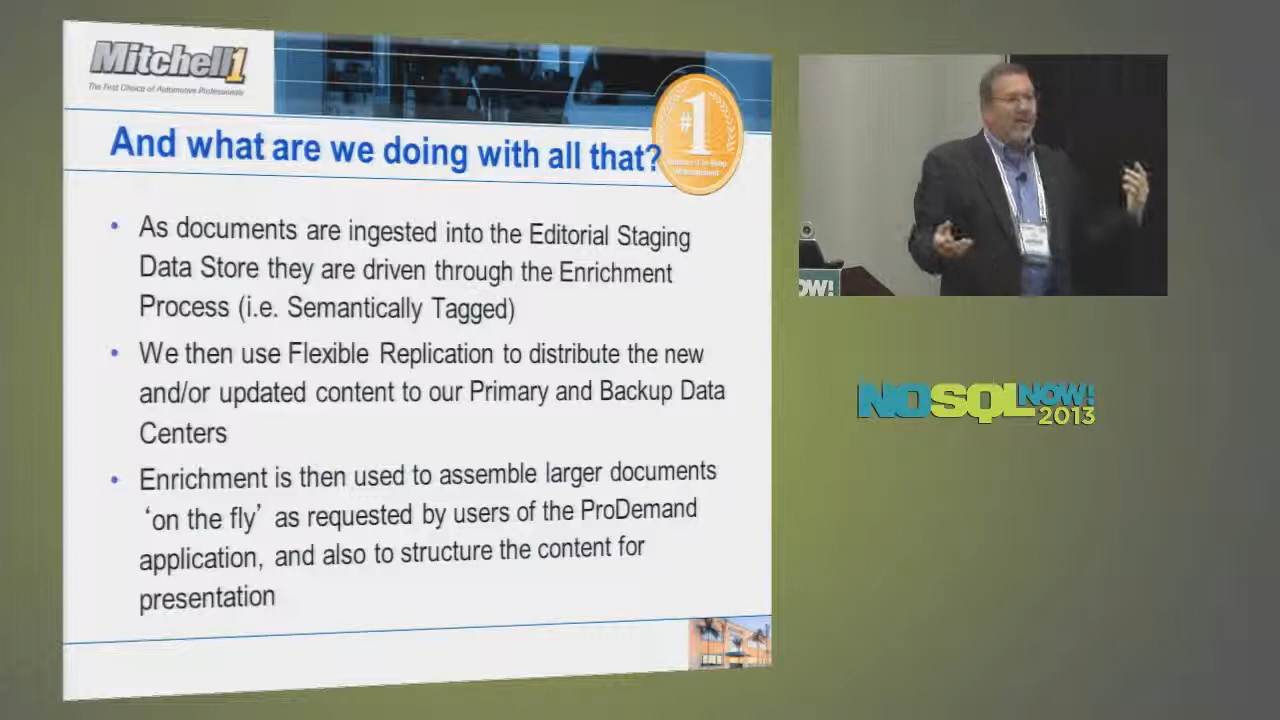 Mitchell1
The First Choice of Automotive Professionals
#1
And what are we doing with all that?
• As documents are ingested into the Editorial Staging
Data Store they are driven through the Enrichment
Process (i.e. Semantically Tagged)
• We then use Flexible Replication to distribute the new
and/or updated content to our Primary and Backup Data
Centers
• Enrichment is then used to assemble larger documents
‘on the fly’ as requested by users of the ProDemand
application, and also to structure the content for
presentation
OW!
NOSQLNOW!
2013